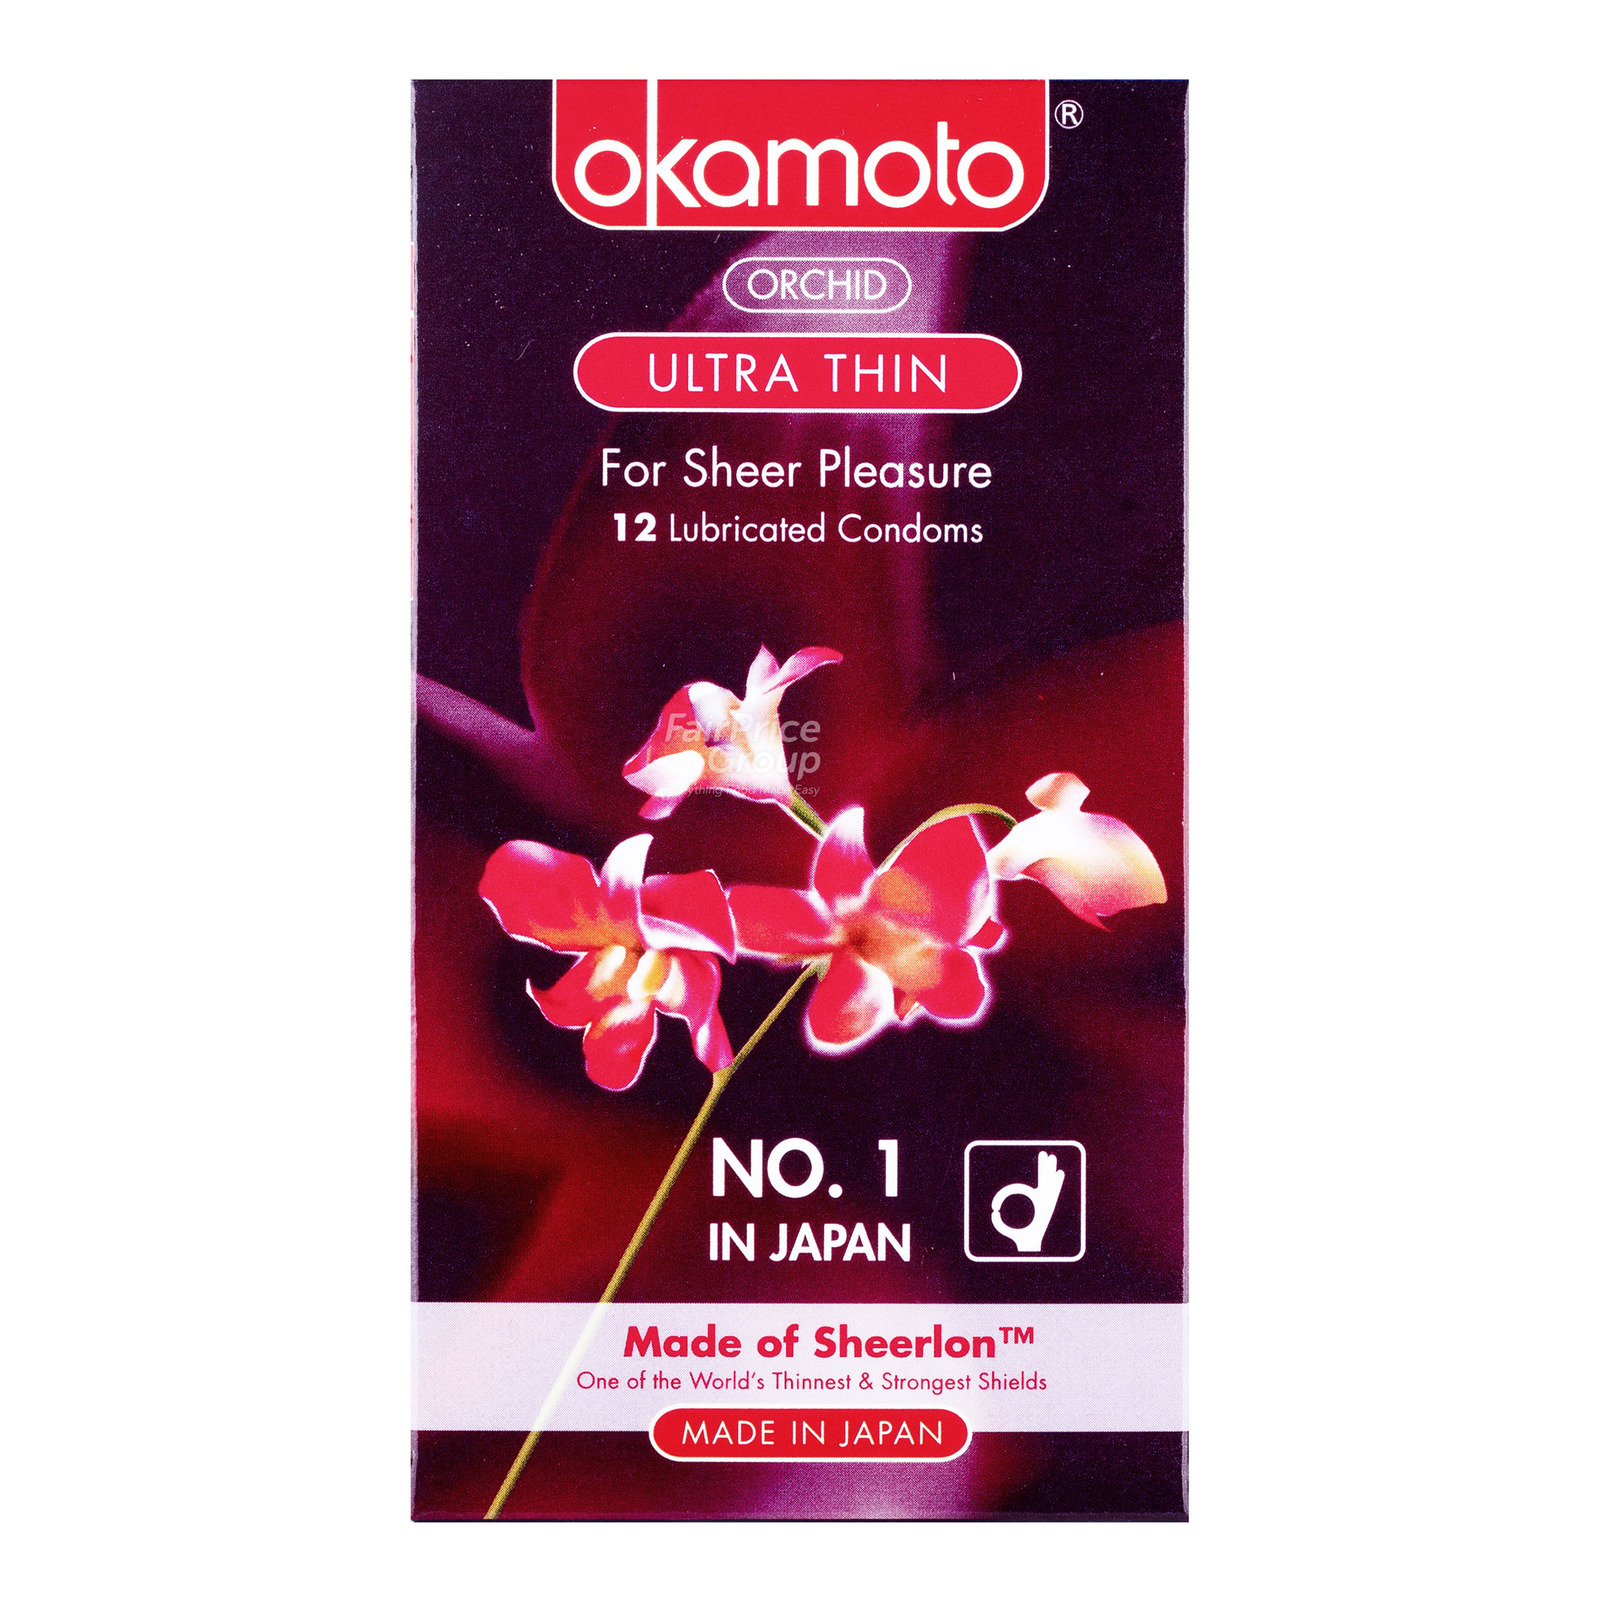 okamoto®
ORCHID
ULTRA THIN
For Sheer Pleasure
12 Lubricated Condoms
FairPrice
Group
NO. 1
IN JAPAN
Made of Sheerlon™
One of the World's Thinnest & Strongest Shields
MADE IN JAPAN